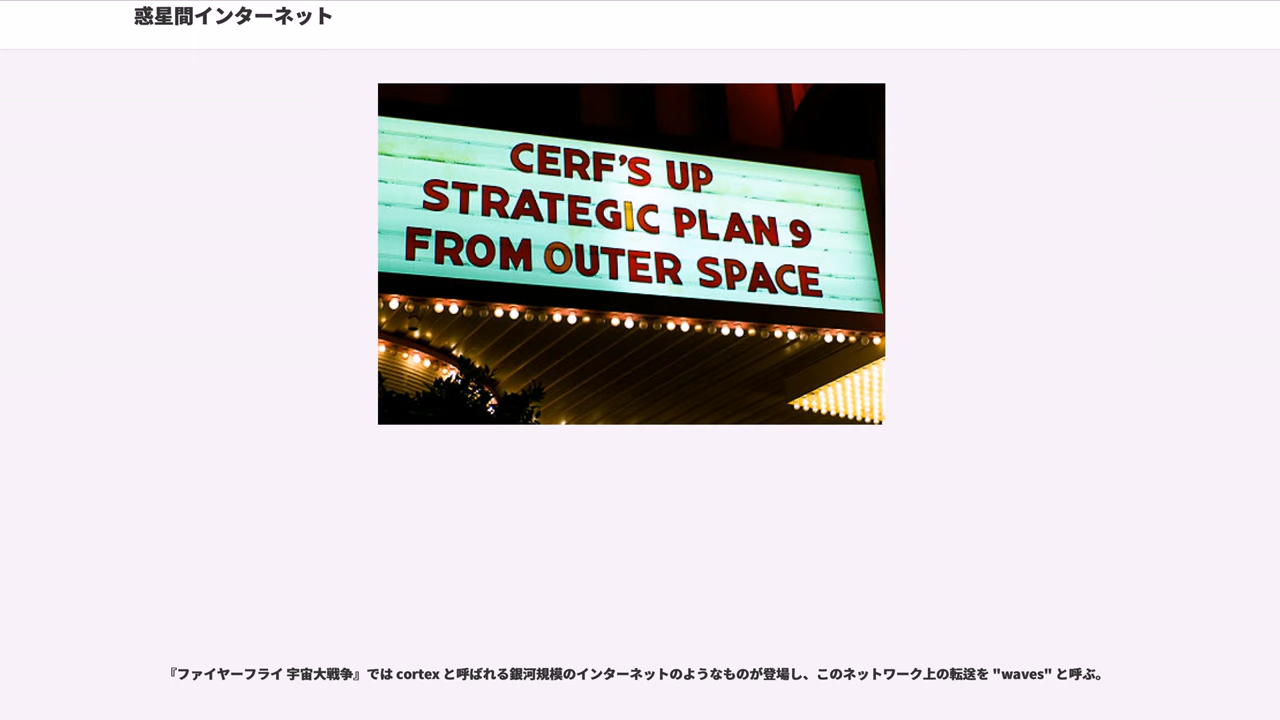 惑星間インターネット
CERF'S UP
STRATEGIC PLAN 9
FROM OUTER SPACE
『ファイヤーフライ 宇宙大戦争』では cortex と呼ばれる銀河規模のインターネットのようなものが登場し、このネットワーク上の転送を "waves" と呼ぶ。